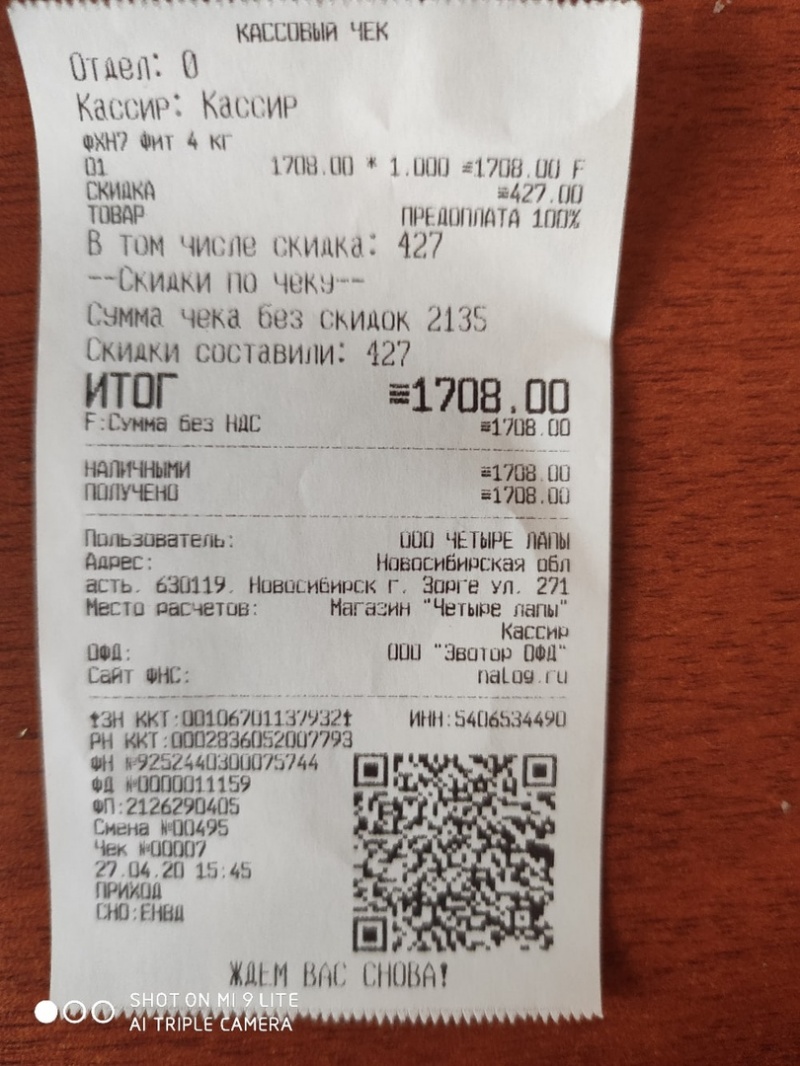 КАССОВЫЙ ЧЕК
Отдел: 0
Кассир: Кассир
ФХН7 Фит 4 кг
01 1708.00 * 1.000 ≡1708.00 F
СКИДКА ≡427.00
ТОВАР ПРЕДОПЛАТА 100%
В том числе скидка: 427
--Скидки по чеку--
Сумма чека без скидок 2135
Скидки составили: 427
ИТОГ ≡1708.00
F:Сумма без НДС ≡1708.00
НАЛИЧНЫМИ ≡1708.00
ПОЛУЧЕНО ≡1708.00
Пользователь: ООО ЧЕТЫРЕ ЛАПЫ
Адрес: Новосибирская обл
асть. 630119. Новосибирск г. Зорге ул. 271
Место расчетов: Магазин "Четыре лапы"
Кассир
ОФД: ООО "Эвотор ОФД"
Сайт ФНС: nalog.ru
ЗН ККТ:00106701137932 ИНН:5406534490
РН ККТ:0002836052007793
ФН №9252440300075744
ФД №0000011159
ФП:2126290405
Смена №00495
Чек №00007
27.04.20 15:45
ПРИХОД
СНО:ЕНВД
ЖДЕМ ВАС СНОВА!
SHOT ON MI 9 LITE
AI TRIPLE CAMERA